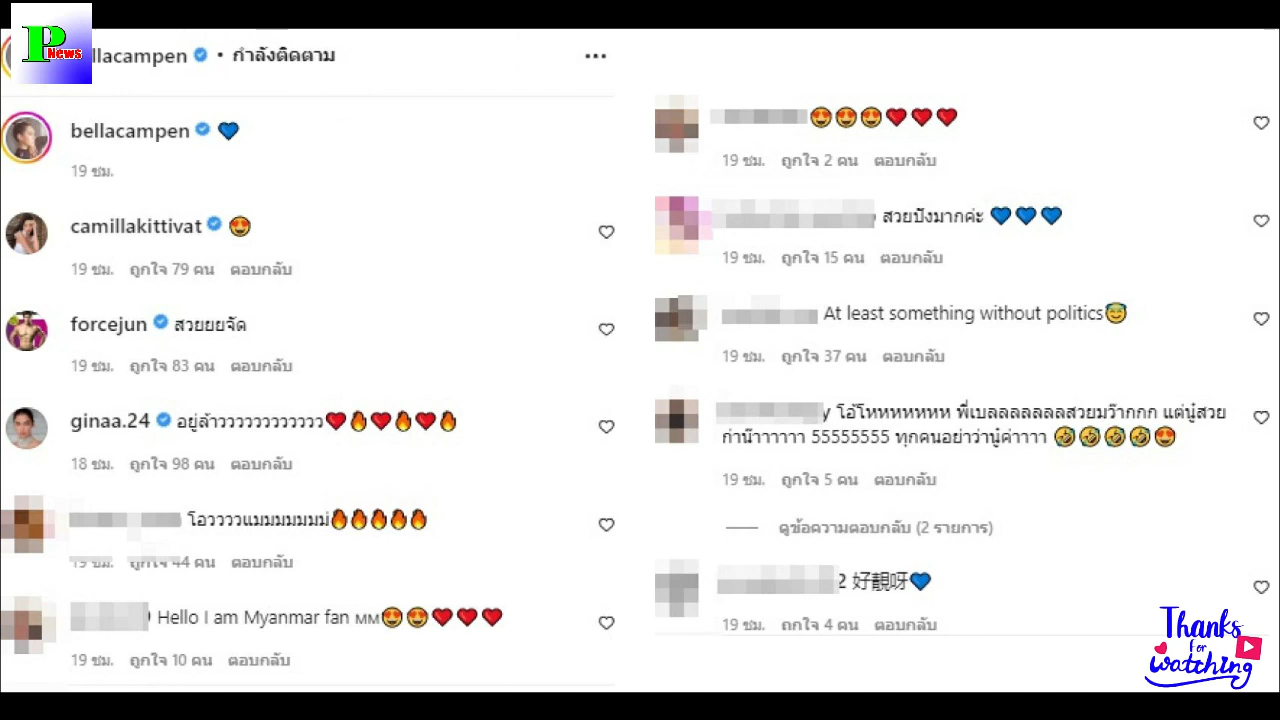 P
News
llacampen • กำลังติดตาม
bellacampen 💙
19 ชม.
camillakittivat 😍
19 ชม. ถูกใจ 79 คน ตอบกลับ
forcejun สวยยยจัด
19 ชม. ถูกใจ 83 คน ตอบกลับ
ginaa.24 อยู่ล้าวววววววววววว❤️🔥❤️🔥❤️🔥
18 ชม. ถูกใจ 98 คน ตอบกลับ
โอววววแมมมมมมม่🔥🔥🔥🔥🔥
19 ชม. ถูกใจ 44 คน ตอบกลับ
Hello I am Myanmar fan ᴍᴍ😍😍❤️❤️❤️
19 ชม. ถูกใจ 10 คน ตอบกลับ
😍😍😍❤️❤️❤️
19 ชม. ถูกใจ 2 คน ตอบกลับ
สวยปังมากค่ะ 💙💙💙
19 ชม. ถูกใจ 15 คน ตอบกลับ
At least something without politics😇
19 ชม. ถูกใจ 37 คน ตอบกลับ
y โอ้โหหหหหหห พี่เบลลลลลลลสวยมว๊ากกก แต่นู๋สวย
ก่าน๊าาาาาา 55555555 ทุกคนอย่าว่านู๋ค่าาาา 🤣🤣🤣🤣😍
19 ชม. ถูกใจ 5 คน ตอบกลับ
ดูข้อความตอบกลับ (2 รายการ)
2 好靚呀💙
19 ชม. ถูกใจ 4 คน ตอบกลับ
Thanks
for
watching